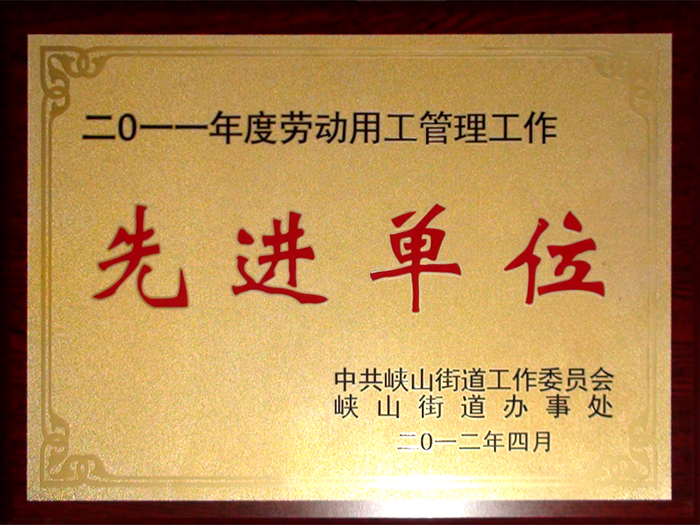 二0一一年度劳动用工管理工作
先进单位
中共峡山街道工作委员会
峡山街道办事处
二0一二年四月